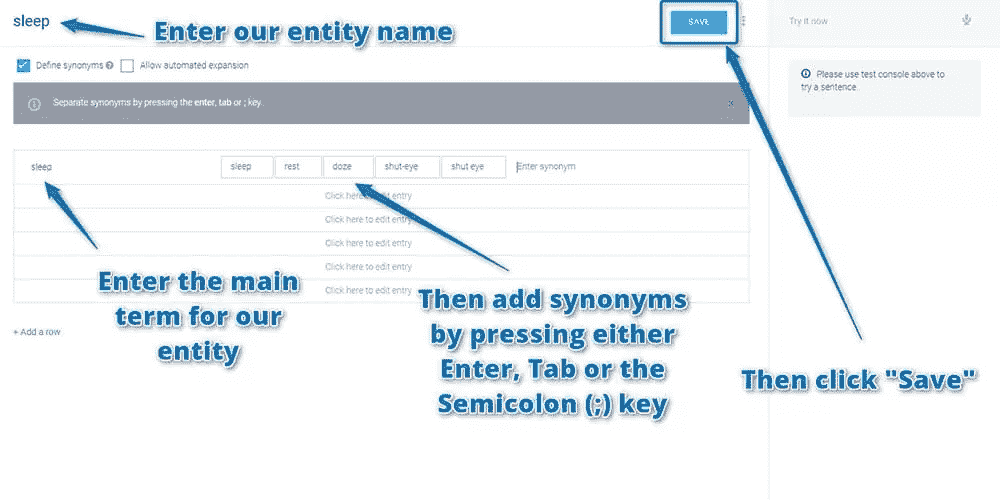 sleep
Enter our entity name
SAVE
Try it now
Define synonyms
Allow automated expansion
Please use test console above to
try a sentence.
Separate synonyms by pressing the enter, tab or ; key.
sleep
sleep
rest
doze
shut-eye
shut eye
Enter synonym
Click here to edit entry
Click here to edit entry
Click here to edit entry
Click here to edit entry
Click here to edit entry
Enter the main
term for our
entity
Then add synonyms
by pressing either
Enter, Tab or the
Semicolon (;) key
+ Add a row
Then click "Save"